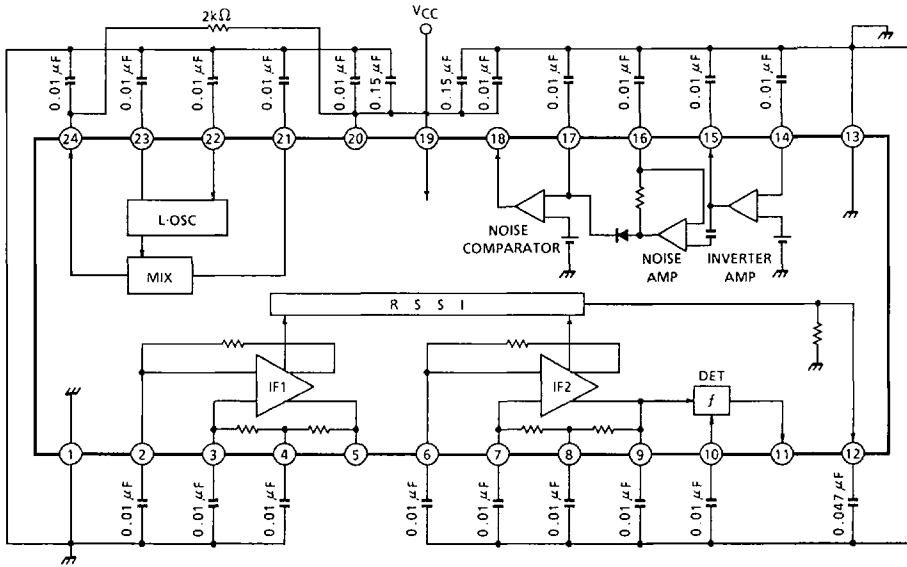 2kΩ
VCC
0.01 μF
0.01 μF
0.01 μF
0.01 μF
0.01 μF
0.15 μF
0.15 μF
0.01 μF
0.01 μF
0.01 μF
0.01 μF
0.01 μF
24
23
22
21
20
19
18
17
16
15
14
13
L·OSC
MIX
NOISE
COMPARATOR
NOISE
AMP
INVERTER
AMP
R S S I
IF1
IF2
DET
f
1
2
3
4
5
6
7
8
9
10
11
12
0.01 μF
0.01 μF
0.01 μF
0.01 μF
0.01 μF
0.01 μF
0.01 μF
0.01 μF
0.047 μF